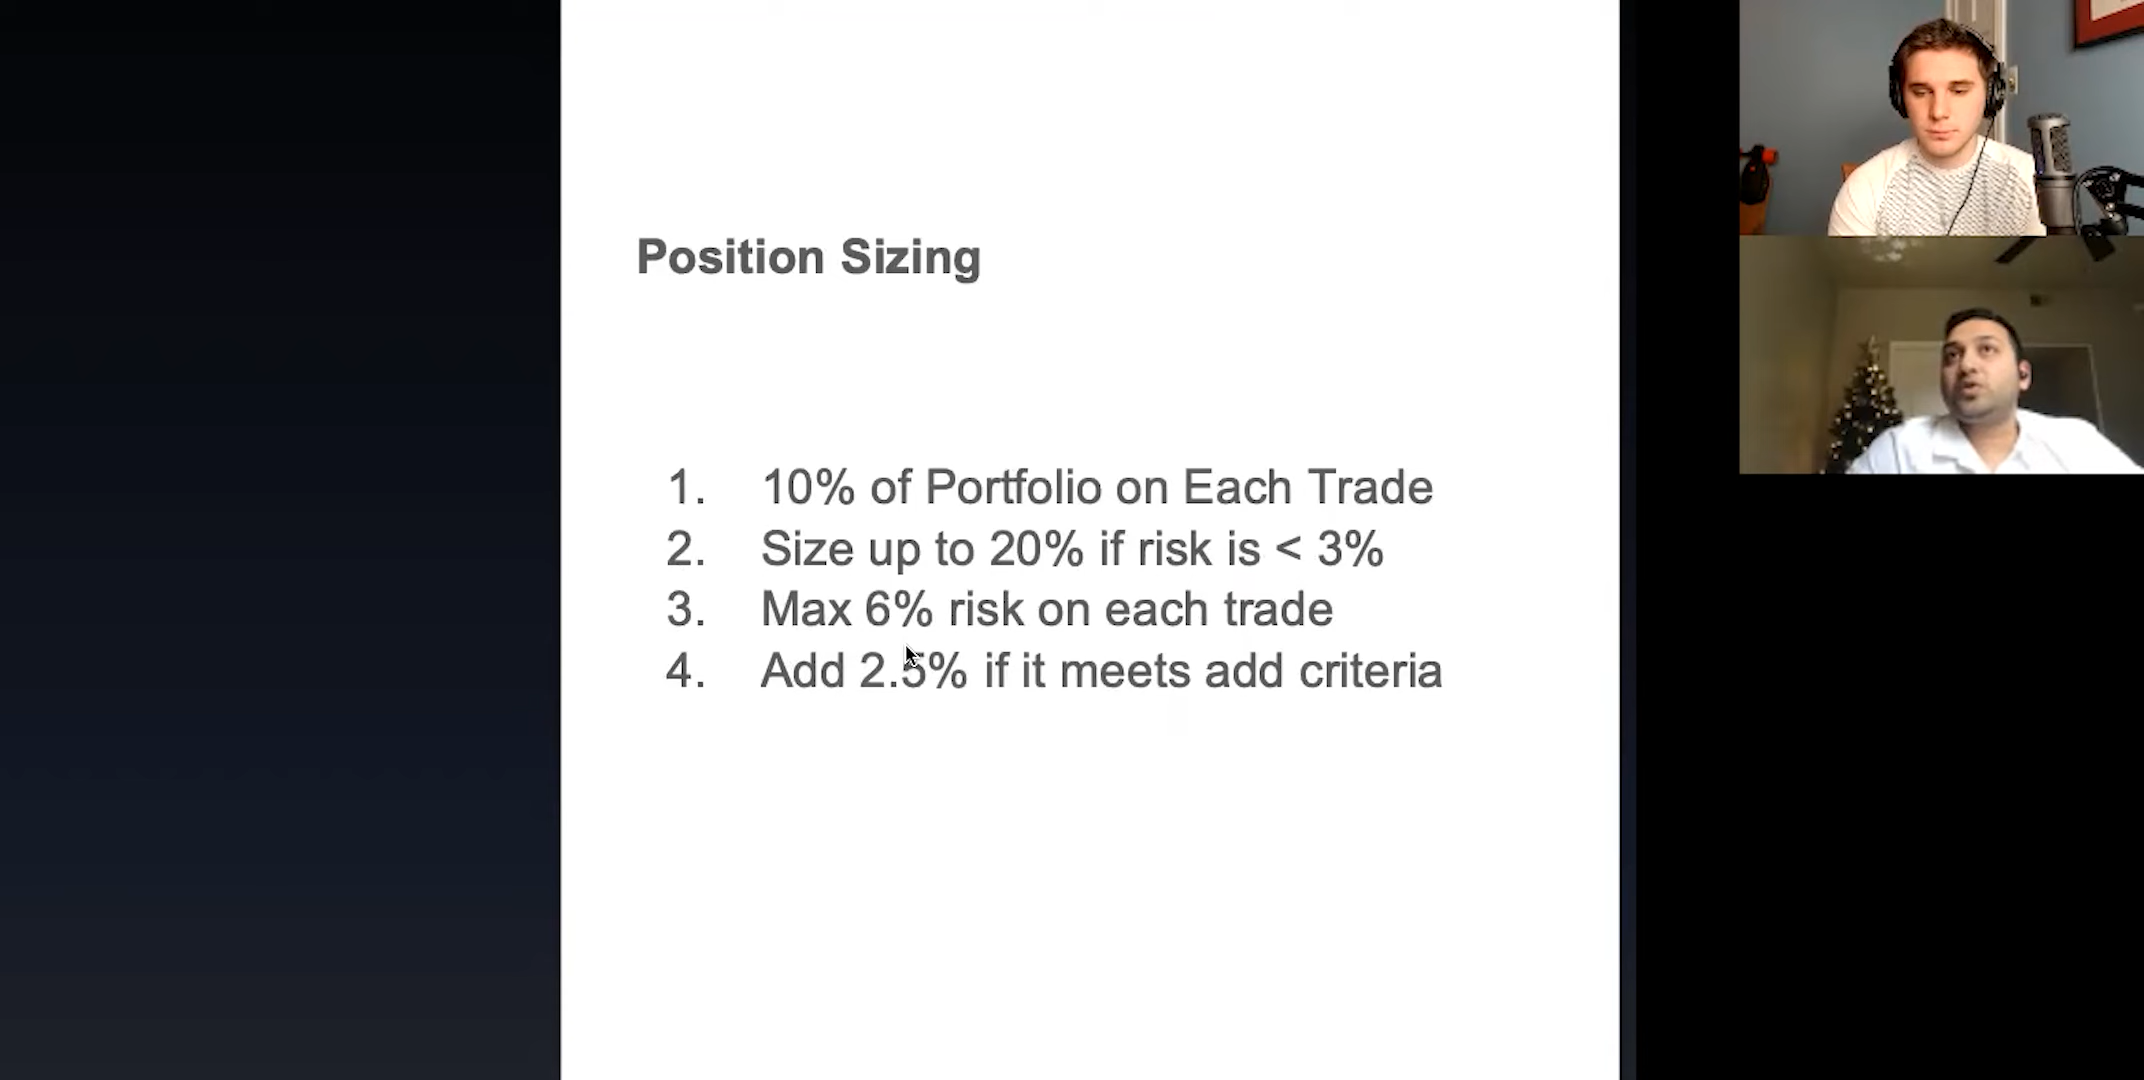 Position Sizing
1. 10% of Portfolio on Each Trade
2. Size up to 20% if risk is < 3%
3. Max 6% risk on each trade
4. Add 2.5% if it meets add criteria